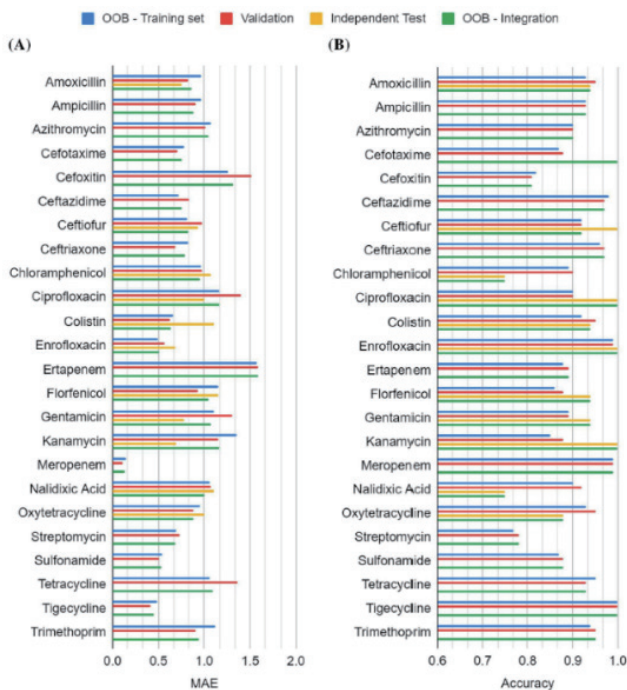 OOB - Training set Validation Independent Test OOB - Integration
(A)
Amoxicillin
Ampicillin
Azithromycin
Cefotaxime
Cefoxitin
Ceftazidime
Ceftiofur
Ceftriaxone
Chloramphenicol
Ciprofloxacin
Colistin
Enrofloxacin
Ertapenem
Florfenicol
Gentamicin
Kanamycin
Meropenem
Nalidixic Acid
Oxytetracycline
Streptomycin
Sulfonamide
Tetracycline
Tigecycline
Trimethoprim
0.0 0.5 1.0 1.5 2.0
MAE
(B)
Amoxicillin
Ampicillin
Azithromycin
Cefotaxime
Cefoxitin
Ceftazidime
Ceftiofur
Ceftriaxone
Chloramphenicol
Ciprofloxacin
Colistin
Enrofloxacin
Ertapenem
Florfenicol
Gentamicin
Kanamycin
Meropenem
Nalidixic Acid
Oxytetracycline
Streptomycin
Sulfonamide
Tetracycline
Tigecycline
Trimethoprim
0.6 0.7 0.8 0.9 1.0
Accuracy